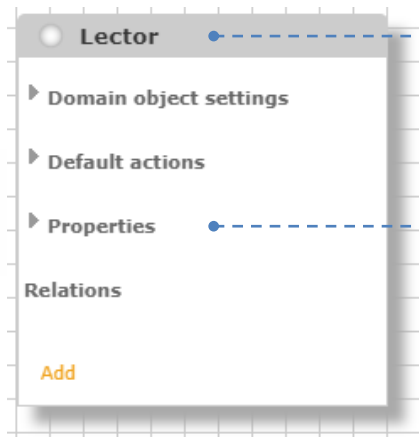 Lector
Domain object settings
Default actions
Properties
Relations
Add